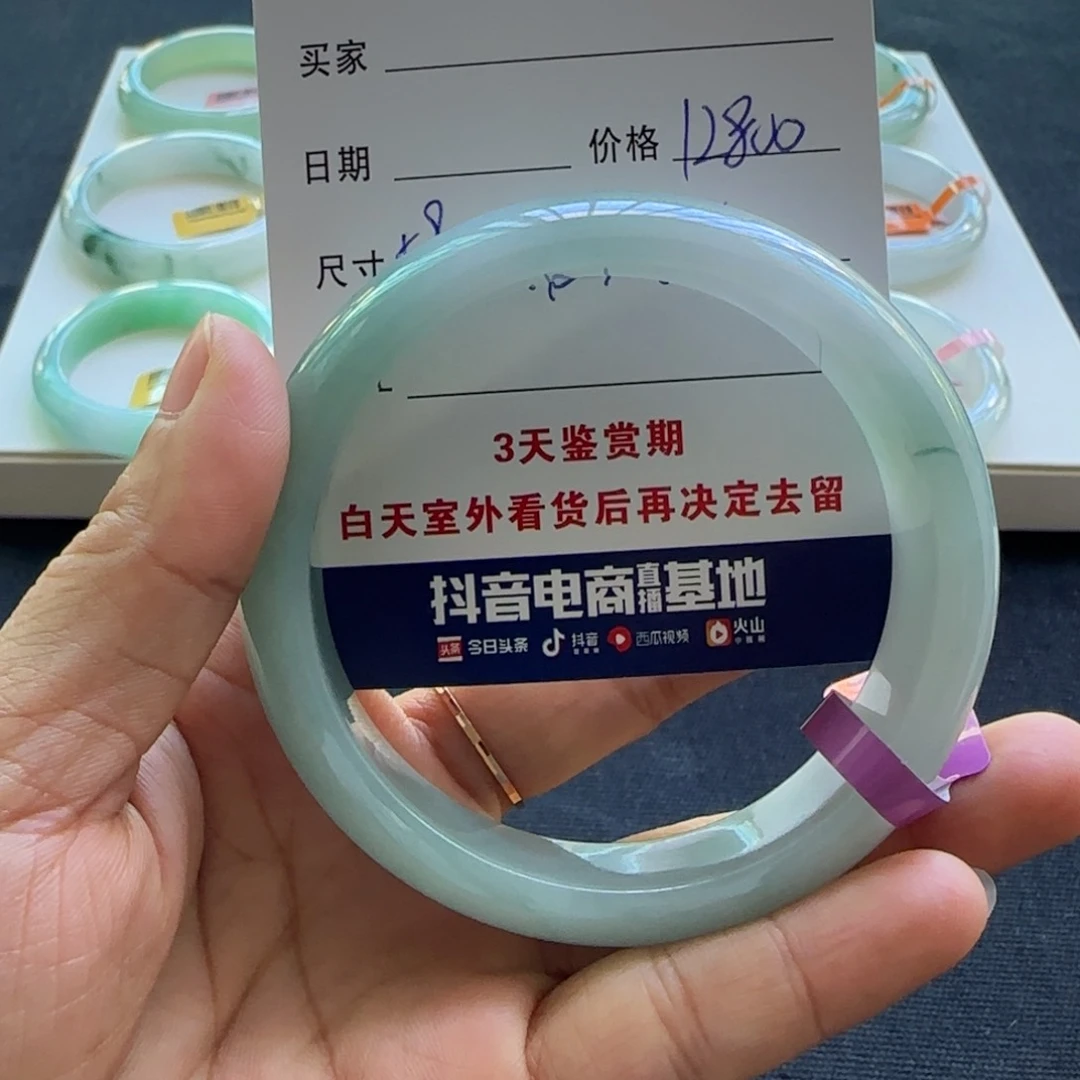 买家
日期 价格 12800
尺寸
3天鉴赏期
白天室外看货后再决定去留
抖音电商直播基地
头条 今日头条 抖音 西瓜视频 火山